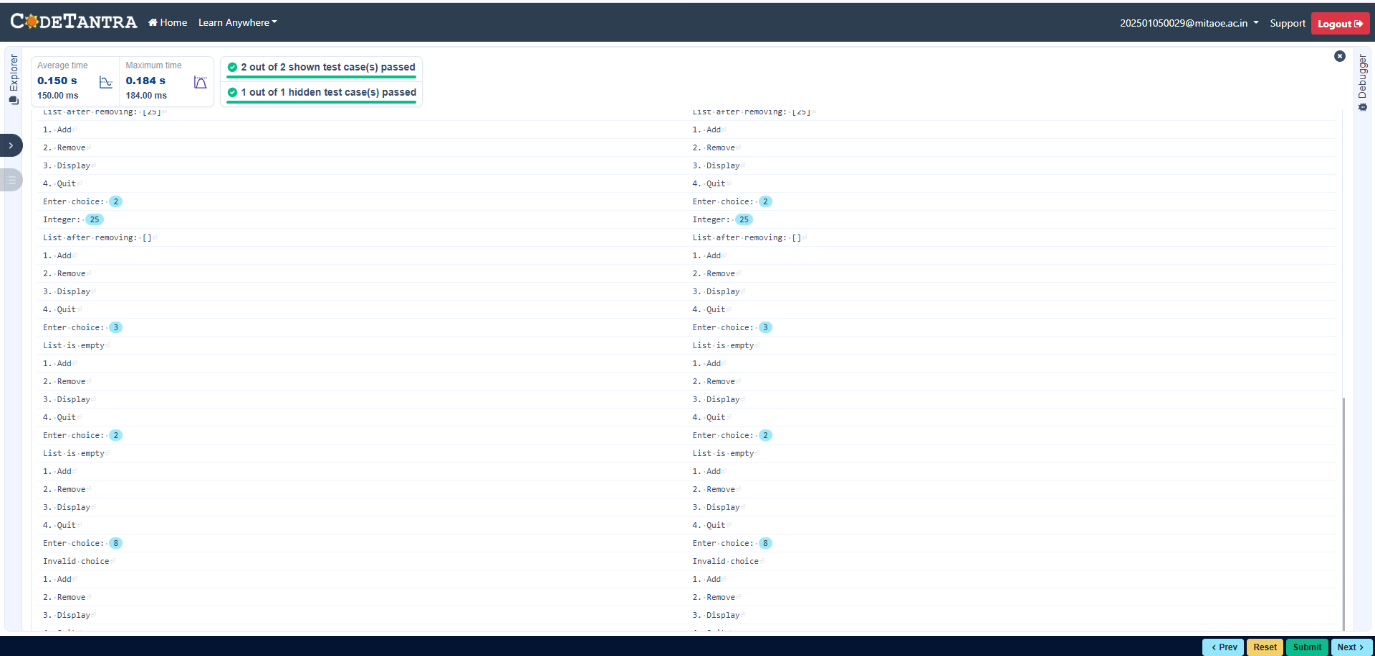 CODETANTRA Home Learn Anywhere 202501050029@mitaoe.ac.in Support Logout
Explorer
Debugger
Average time
0.150 s
150.00 ms
Maximum time
0.184 s
184.00 ms
2 out of 2 shown test case(s) passed
1 out of 1 hidden test case(s) passed
List after removing: [25] List after removing: [25]
1. Add 1. Add
2. Remove 2. Remove
3. Display 3. Display
4. Quit 4. Quit
Enter choice: 2 Enter choice: 2
Integer: 25 Integer: 25
List after removing: [] List after removing: []
1. Add 1. Add
2. Remove 2. Remove
3. Display 3. Display
4. Quit 4. Quit
Enter choice: 3 Enter choice: 3
List is empty List is empty
1. Add 1. Add
2. Remove 2. Remove
3. Display 3. Display
4. Quit 4. Quit
Enter choice: 2 Enter choice: 2
List is empty List is empty
1. Add 1. Add
2. Remove 2. Remove
3. Display 3. Display
4. Quit 4. Quit
Enter choice: 8 Enter choice: 8
Invalid choice Invalid choice
1. Add 1. Add
2. Remove 2. Remove
3. Display 3. Display
Prev Reset Submit Next